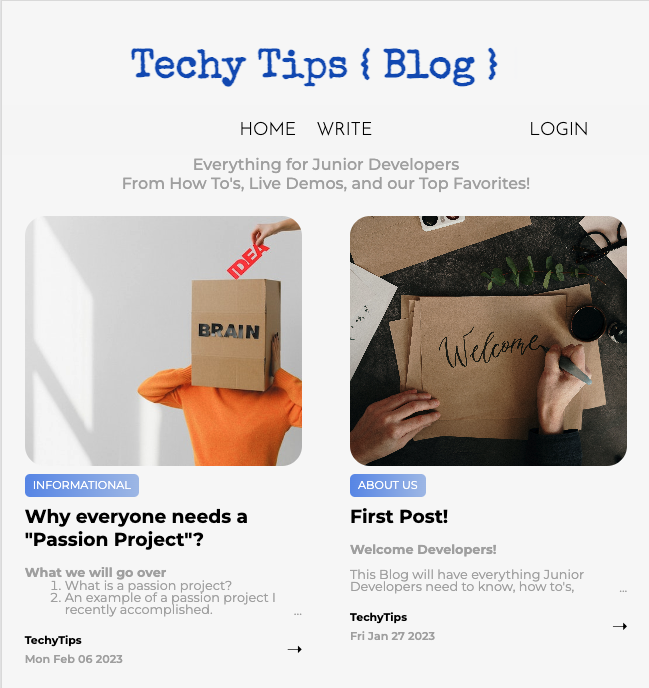 Techy Tips { Blog }
HOME WRITE LOGIN
Everything for Junior Developers
From How To's, Live Demos, and our Top Favorites!
IDEA
BRAIN
INFORMATIONAL
Why everyone needs a
"Passion Project"?
What we will go over
1. What is a passion project?
2. An example of a passion project I
recently accomplished.
...
TechyTips
Mon Feb 06 2023
Welcome
ABOUT US
First Post!
Welcome Developers!
This Blog will have everything Junior
Developers need to know, how to's,
...
TechyTips
Fri Jan 27 2023